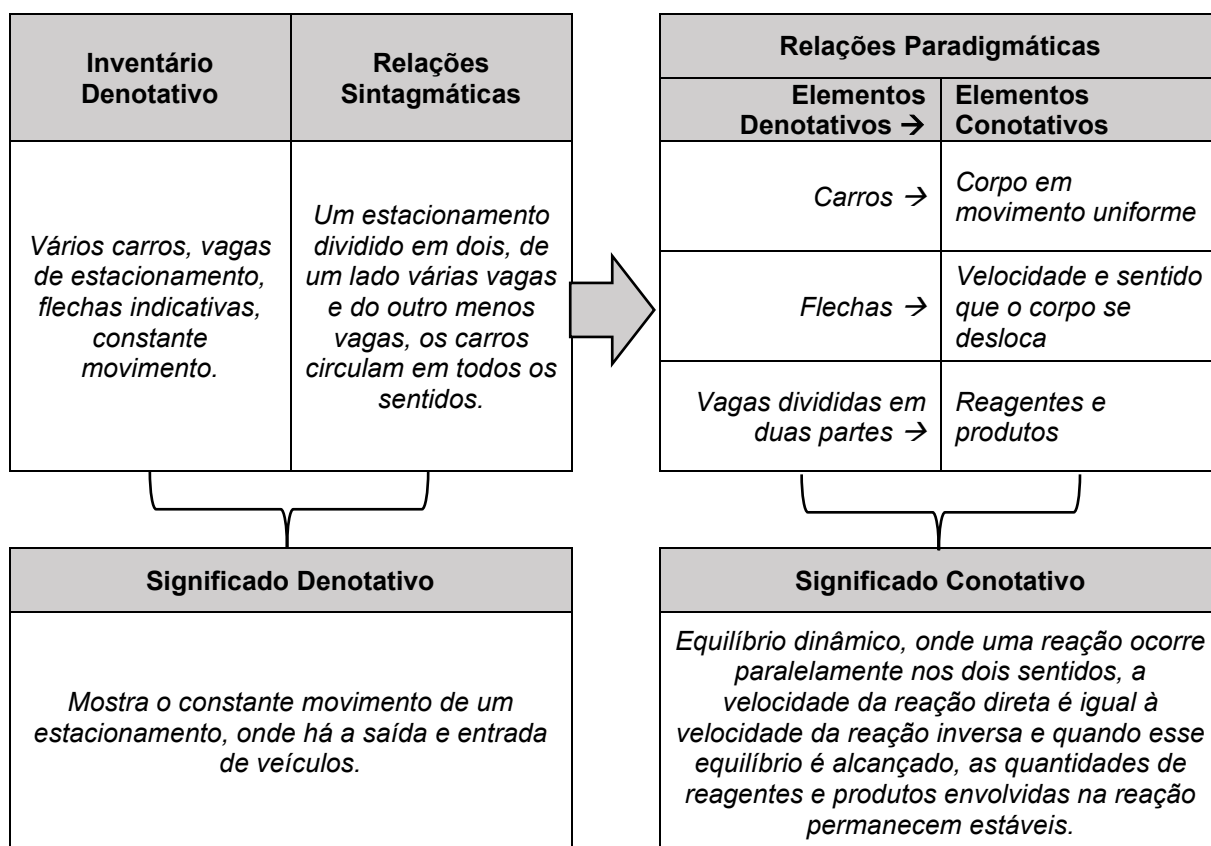 Inventário
Denotativo
Relações
Sintagmáticas
Vários carros, vagas
de estacionamento,
flechas indicativas,
constante
movimento.
Um estacionamento
dividido em dois, de
um lado várias vagas
e do outro menos
vagas, os carros
circulam em todos os
sentidos.
Relações Paradigmáticas
Elementos
Denotativos →
Elementos
Conotativos
Carros →
Corpo em
movimento uniforme
Flechas →
Velocidade e sentido
que o corpo se
desloca
Vagas divididas em
duas partes →
Reagentes e
produtos
Significado Denotativo
Mostra o constante movimento de um
estacionamento, onde há a saída e entrada
de veículos.
Significado Conotativo
Equilíbrio dinâmico, onde uma reação ocorre
paralelamente nos dois sentidos, a
velocidade da reação direta é igual à
velocidade da reação inversa e quando esse
equilíbrio é alcançado, as quantidades de
reagentes e produtos envolvidas na reação
permanecem estáveis.